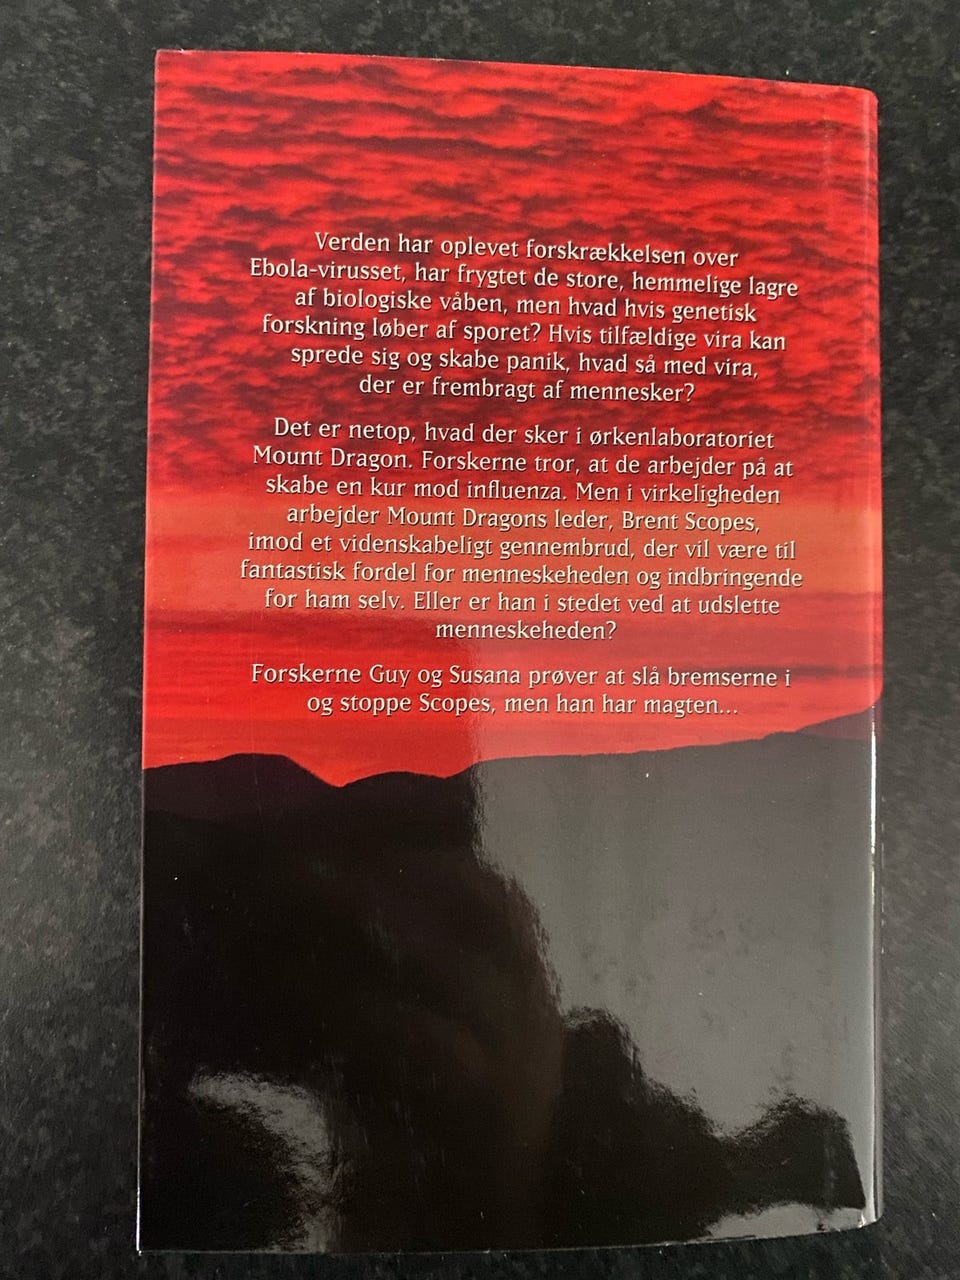 Verden har oplevet forskrækkelsen over
Ebola-virusset, har frygtet de store, hemmelige lagre
af biologiske våben, men hvad hvis genetisk
forskning løber af sporet? Hvis tilfældige vira kan
sprede sig og skabe panik, hvad så med vira,
der er frembragt af mennesker?
Det er netop, hvad der sker i ørkenlaboratoriet
Mount Dragon. Forskerne tror, at de arbejder på at
skabe en kur mod influenza. Men i virkeligheden
arbejder Mount Dragons leder, Brent Scopes,
imod et videnskabeligt gennembrud, der vil være til
fantastisk fordel for menneskeheden og indbringende
for ham selv. Eller er han i stedet ved at udslette
menneskeheden?
Forskerne Guy og Susana prøver at slå bremserne i
og stoppe Scopes, men han har magten...